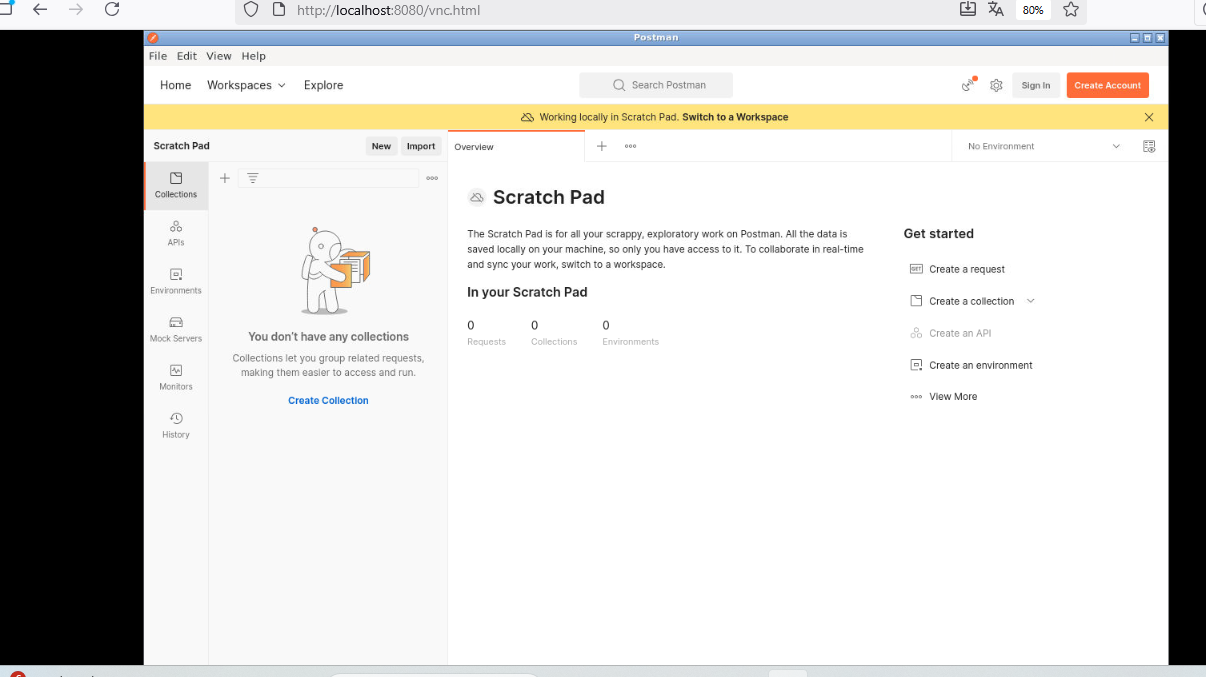 http://localhost:8080/vnc.html
80%
Postman
File Edit View Help
Home Workspaces Explore
Search Postman
Sign In
Create Account
Working locally in Scratch Pad. Switch to a Workspace
Scratch Pad
New
Import
Overview
No Environment
Collections
APIs
Environments
Mock Servers
Monitors
History
You don't have any collections
Collections let you group related requests,
making them easier to access and run.
Create Collection
Scratch Pad
The Scratch Pad is for all your scrappy, exploratory work on Postman. All the data is
saved locally on your machine, so only you have access to it. To collaborate in real-time
and sync your work, switch to a workspace.
In your Scratch Pad
0 0 0
Requests Collections Environments
Get started
GET Create a request
Create a collection
Create an API
Create an environment
View More